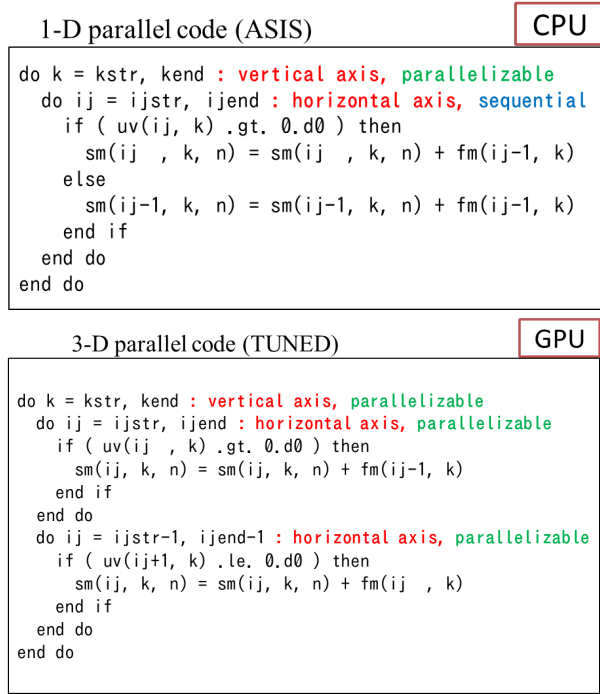 1-D parallel code (ASIS)
CPU
do k = kstr, kend : vertical axis, parallelizable
  do ij = ijstr, ijend : horizontal axis, sequential
    if ( uv(ij, k) .gt. 0.d0 ) then
      sm(ij  , k, n) = sm(ij  , k, n) + fm(ij-1, k)
    else
      sm(ij-1, k, n) = sm(ij-1, k, n) + fm(ij-1, k)
    end if
  end do
end do
3-D parallel code (TUNED)
GPU
do k = kstr, kend : vertical axis, parallelizable
  do ij = ijstr, ijend : horizontal axis, parallelizable
    if ( uv(ij  , k) .gt. 0.d0 ) then
      sm(ij, k, n) = sm(ij, k, n) + fm(ij-1, k)
    end if
  end do
  do ij = ijstr-1, ijend-1 : horizontal axis, parallelizable
    if ( uv(ij+1, k) .le. 0.d0 ) then
      sm(ij, k, n) = sm(ij, k, n) + fm(ij  , k)
    end if
  end do
end do